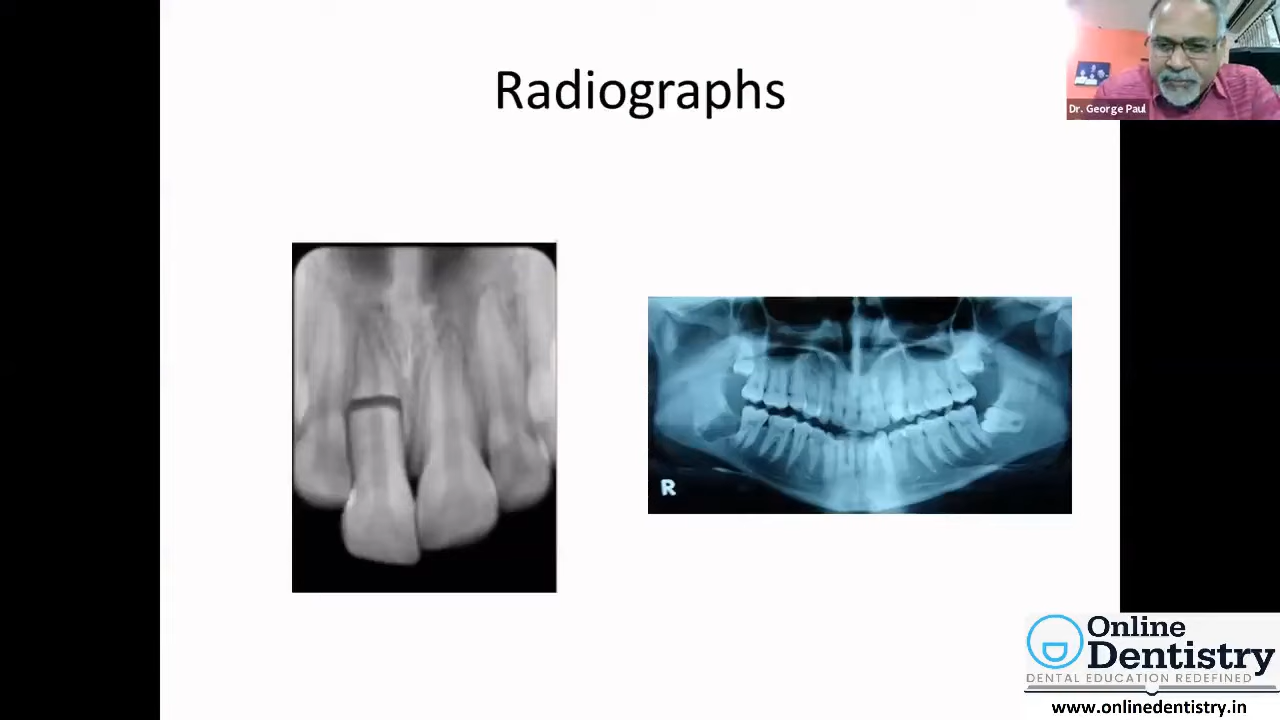 Radiographs
Dr. George Paul
R
Online
Dentistry
DENTAL EDUCATION REDEFINED
www.onlinedentistry.in